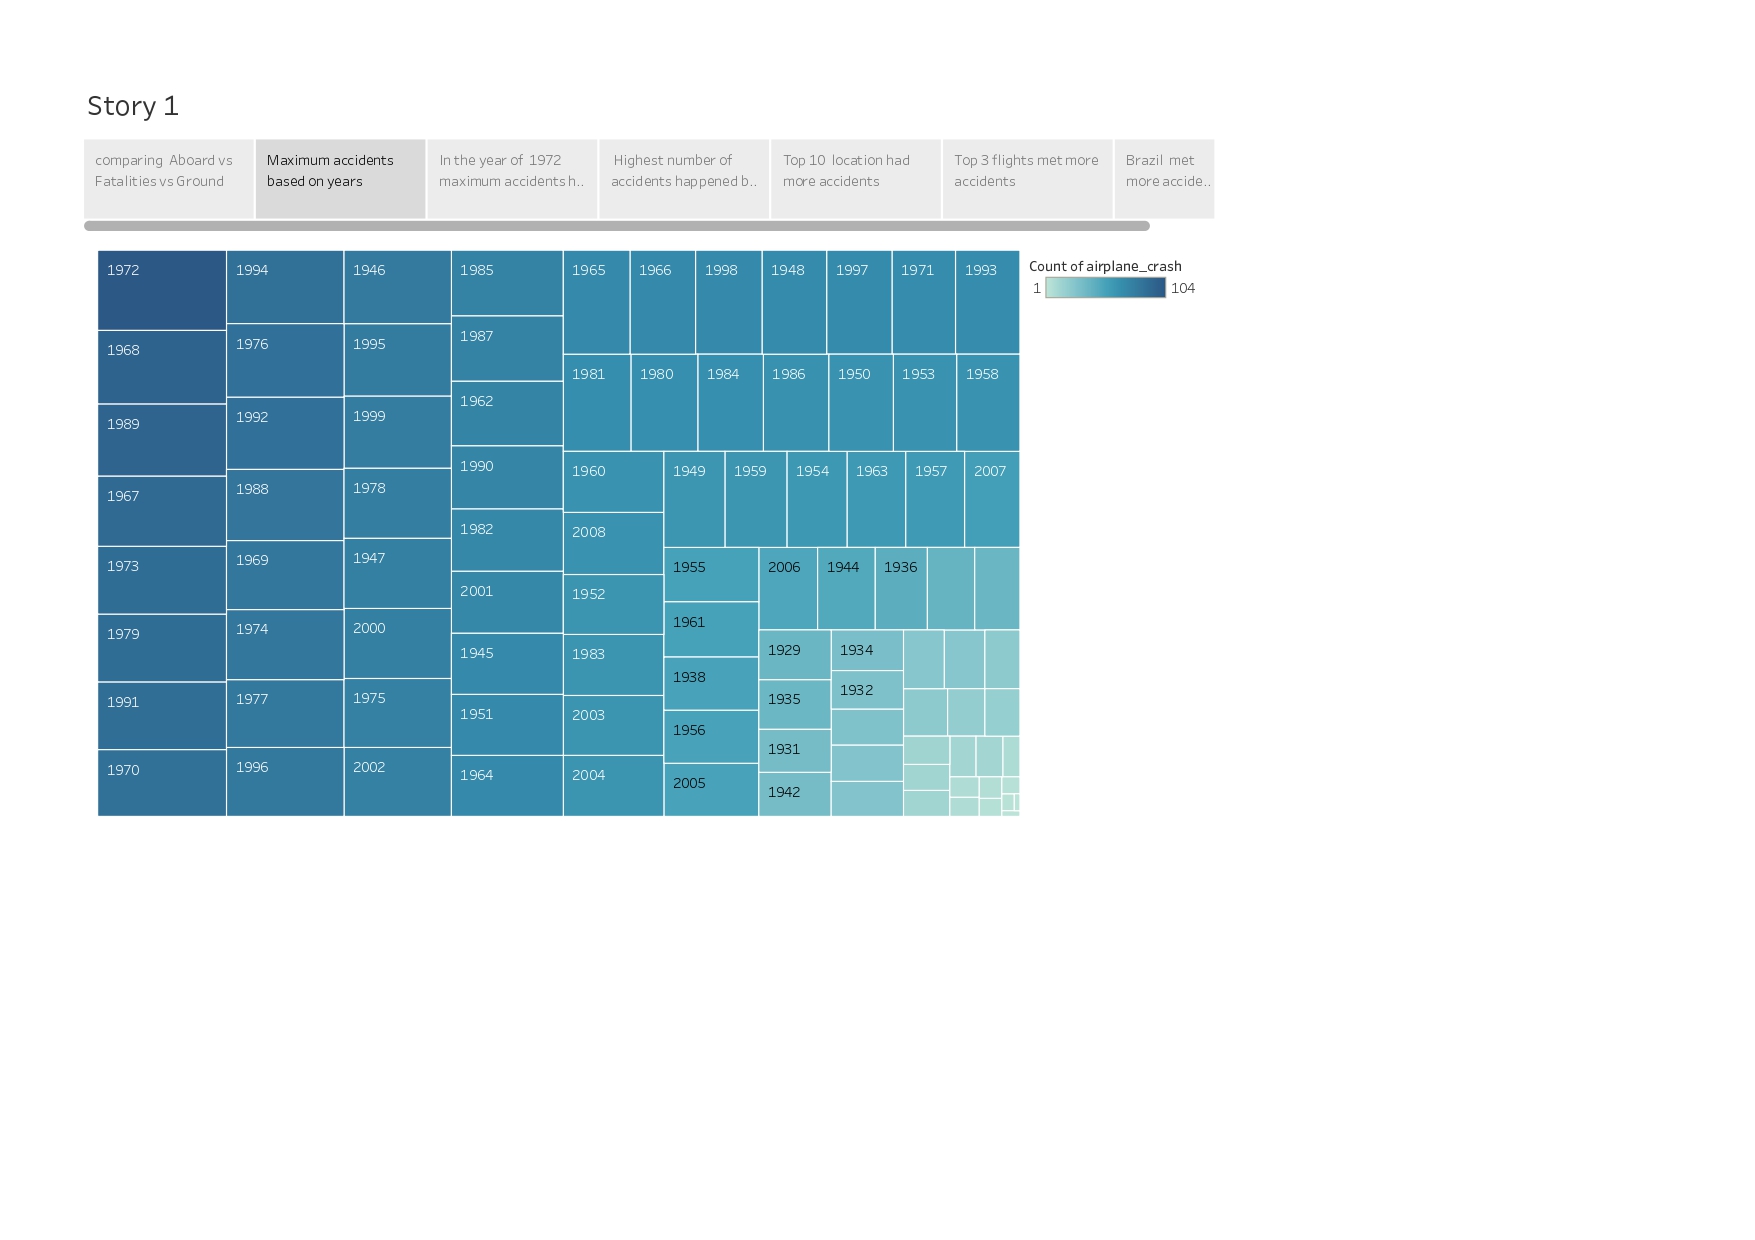 Story 1
comparing Aboard vs
Fatalities vs Ground
Maximum accidents
based on years
In the year of 1972
maximum accidents h..
Highest number of
accidents happened b..
Top 10 location had
more accidents
Top 3 flights met more
accidents
Brazil met
more accide..
Count of airplane_crash
1 104
1972
1968
1989
1967
1973
1979
1991
1970
1994
1976
1992
1988
1969
1974
1977
1996
1946
1995
1999
1978
1947
2000
1975
2002
1985
1987
1962
1990
1982
2001
1945
1951
1964
1965 1966 1998 1948 1997 1971 1993
1981 1980 1984 1986 1950 1953 1958
1960
2008
1952
1983
2003
2004
1949 1959 1954 1963 1957 2007
1955
1961
1938
1956
2005
2006 1944 1936
1929
1935
1931
1942
1934
1932